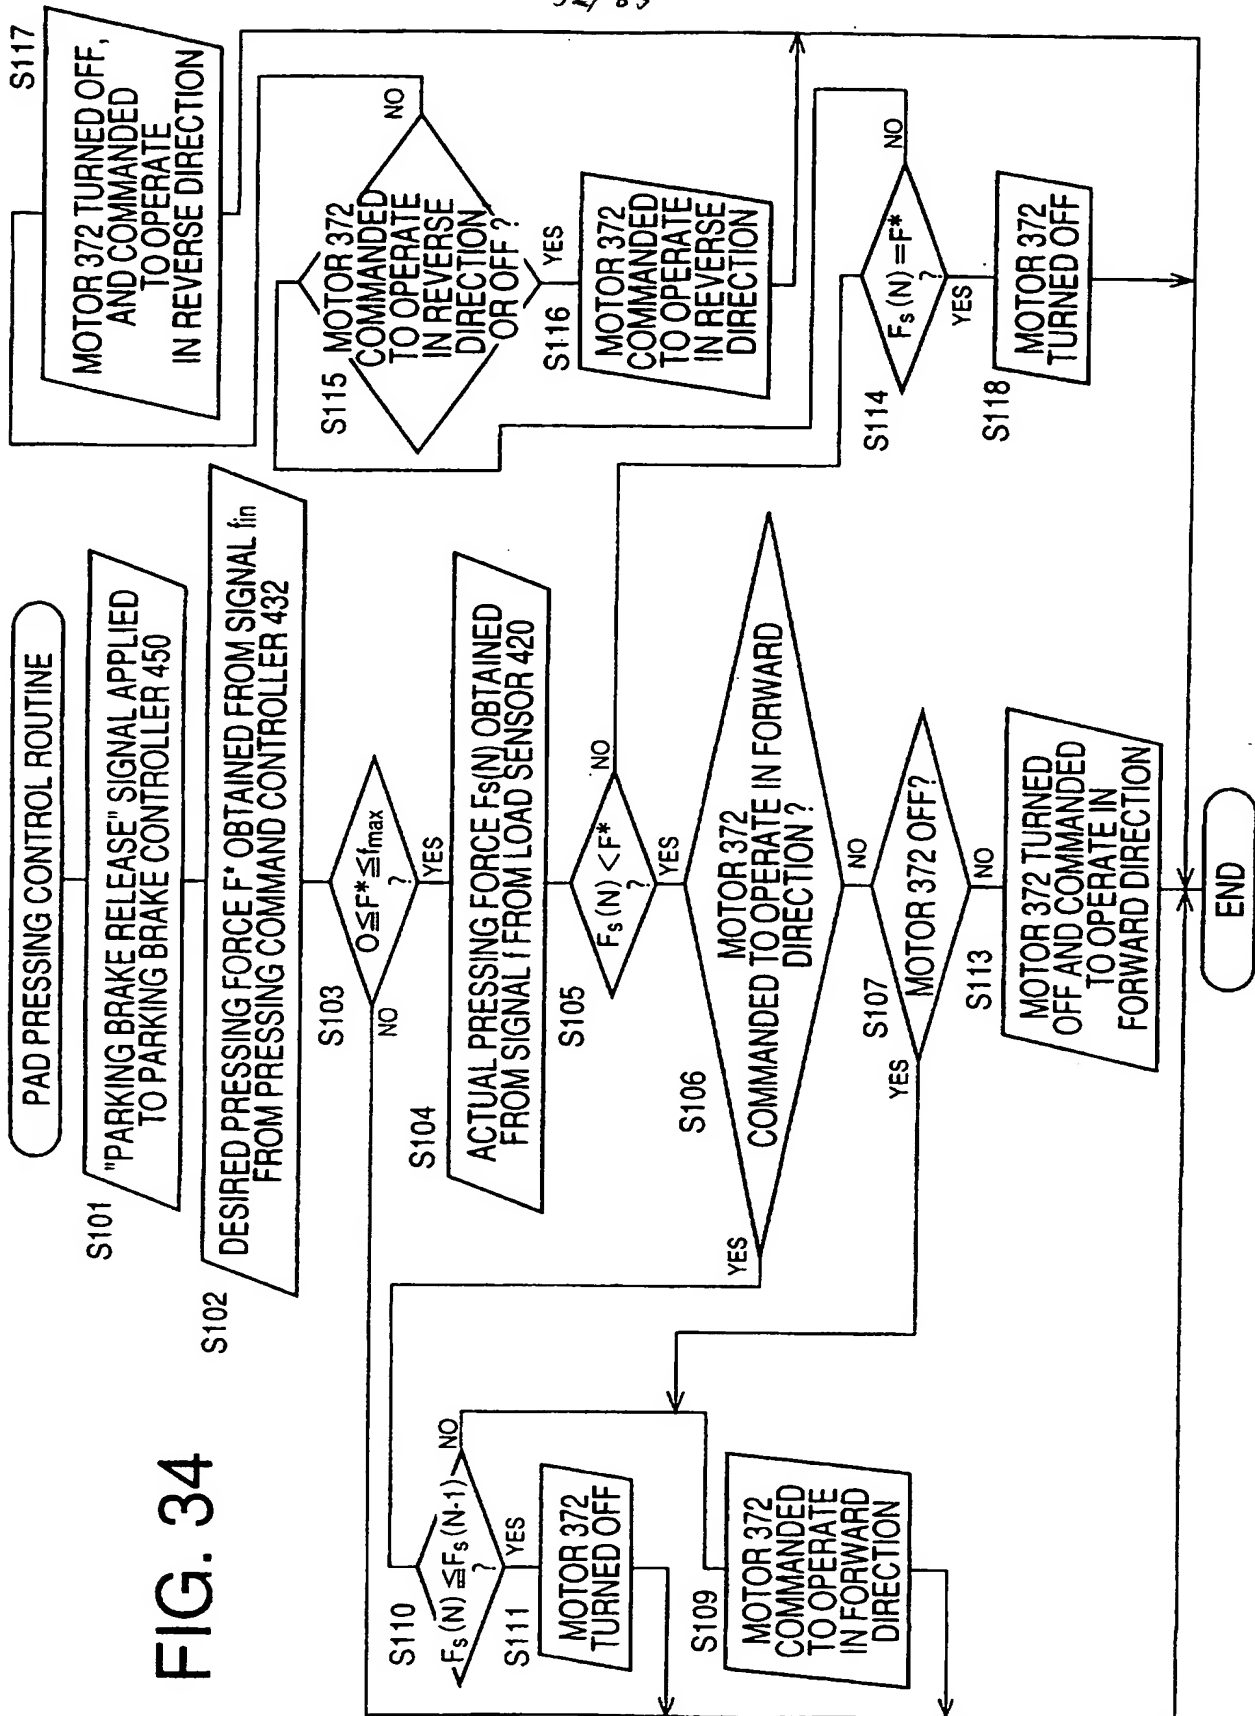 FIG. 34
PAD PRESSING CONTROL ROUTINE
S101
"PARKING BRAKE RELEASE" SIGNAL APPLIED
TO PARKING BRAKE CONTROLLER 450
S102
DESIRED PRESSING FORCE F* OBTAINED FROM SIGNAL fin
FROM PRESSING COMMAND CONTROLLER 432
S103
0≦F*≦fmax
?
NO
YES
S104
ACTUAL PRESSING FORCE Fs(N) OBTAINED
FROM SIGNAL f FROM LOAD SENSOR 420
S105
Fs(N)<F*
?
NO
YES
S106
MOTOR 372
COMMANDED TO OPERATE IN FORWARD
DIRECTION ?
YES
NO
S107
MOTOR 372 OFF?
YES
NO
S113
MOTOR 372 TURNED
OFF AND COMMANDED
TO OPERATE IN
FORWARD DIRECTION
S110
Fs(N)≦Fs(N-1)
?
NO
YES
S111
MOTOR 372
TURNED OFF
S109
MOTOR 372
COMMANDED
TO OPERATE
IN FORWARD
DIRECTION
S114
Fs(N)=F*
?
NO
YES
S118
MOTOR 372
TURNED OFF
S115
MOTOR 372
COMMANDED
TO OPERATE
IN REVERSE
DIRECTION
OR OFF ?
NO
YES
S116
MOTOR 372
COMMANDED
TO OPERATE
IN REVERSE
DIRECTION
S117
MOTOR 372 TURNED OFF,
AND COMMANDED
TO OPERATE
IN REVERSE DIRECTION
END